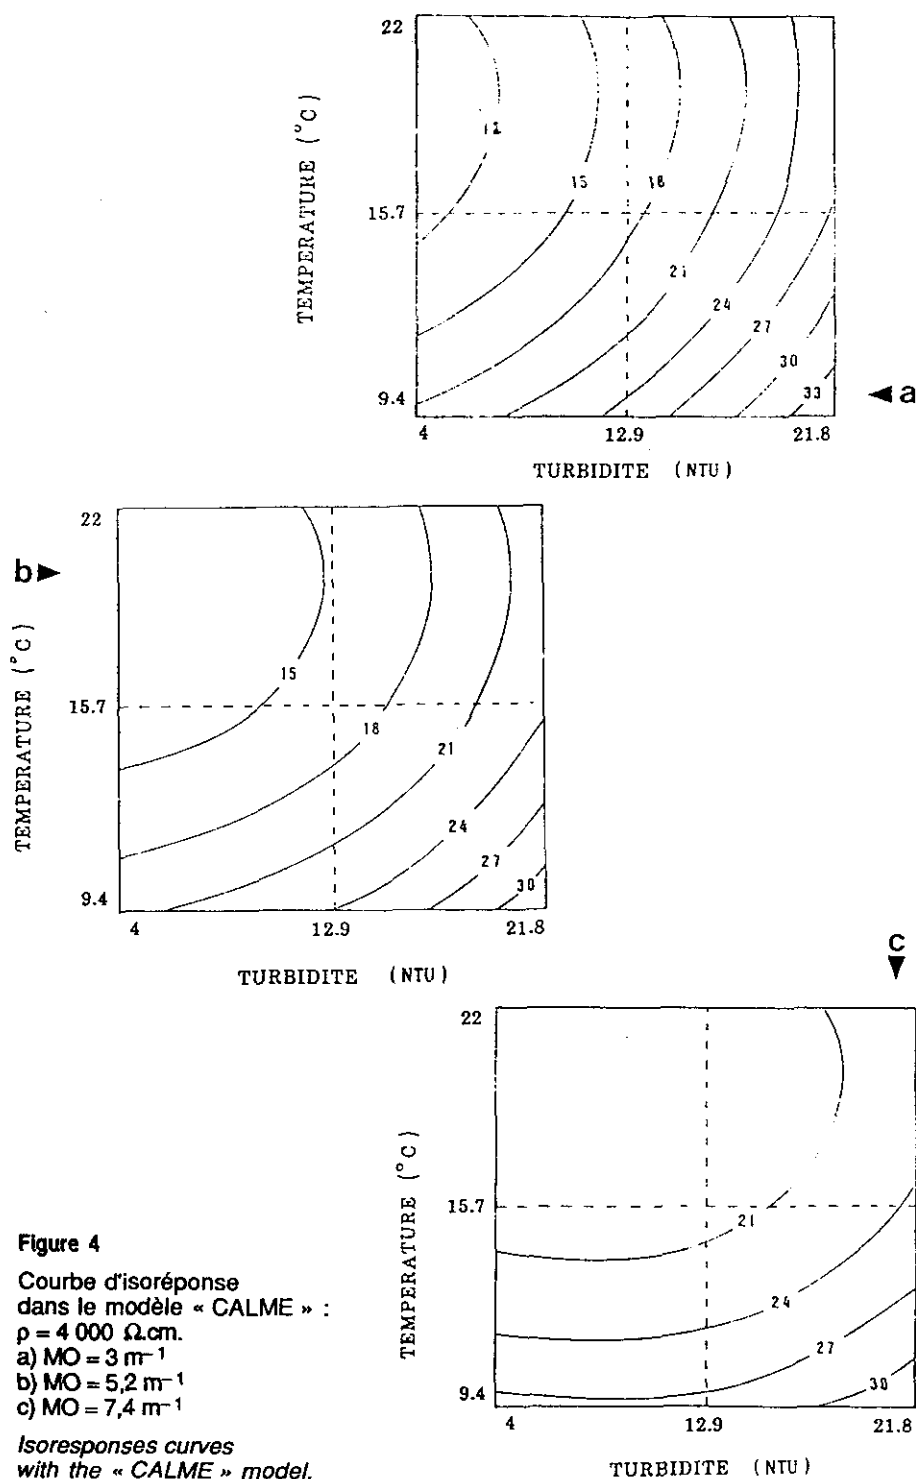 22
TEMPERATURE (°C)
12
15
18
15.7
21
24
27
30
33
9.4
a
4
12.9
21.8
TURBIDITE (NTU)
22
b
TEMPERATURE (°C)
15
15.7
18
21
24
27
30
9.4
4
12.9
21.8
TURBIDITE (NTU)
c
22
TEMPERATURE (°C)
15.7
21
24
27
30
9.4
4
12.9
21.8
TURBIDITE (NTU)
Figure 4
Courbe d'isoréponse
dans le modèle « CALME » :
ρ = 4 000 Ω.cm.
a) MO = 3 m⁻¹
b) MO = 5,2 m⁻¹
c) MO = 7,4 m⁻¹
Isoresponses curves
with the « CALME » model.